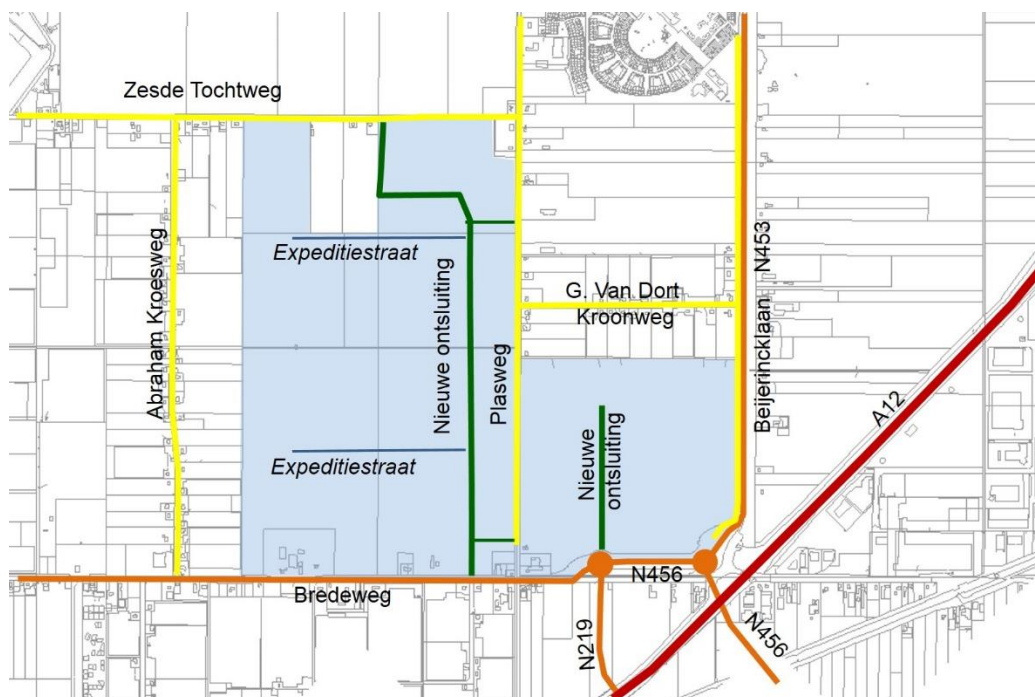 Zesde Tochtweg
Expeditiestraat
Abraham Kroesweg
Nieuwe ontsluiting
Plasweg
G. Van Dort
Kroonweg
Beijerincklaan
N453
A12
Expeditiestraat
Nieuwe
ontsluiting
Bredeweg
N456
N219
N456